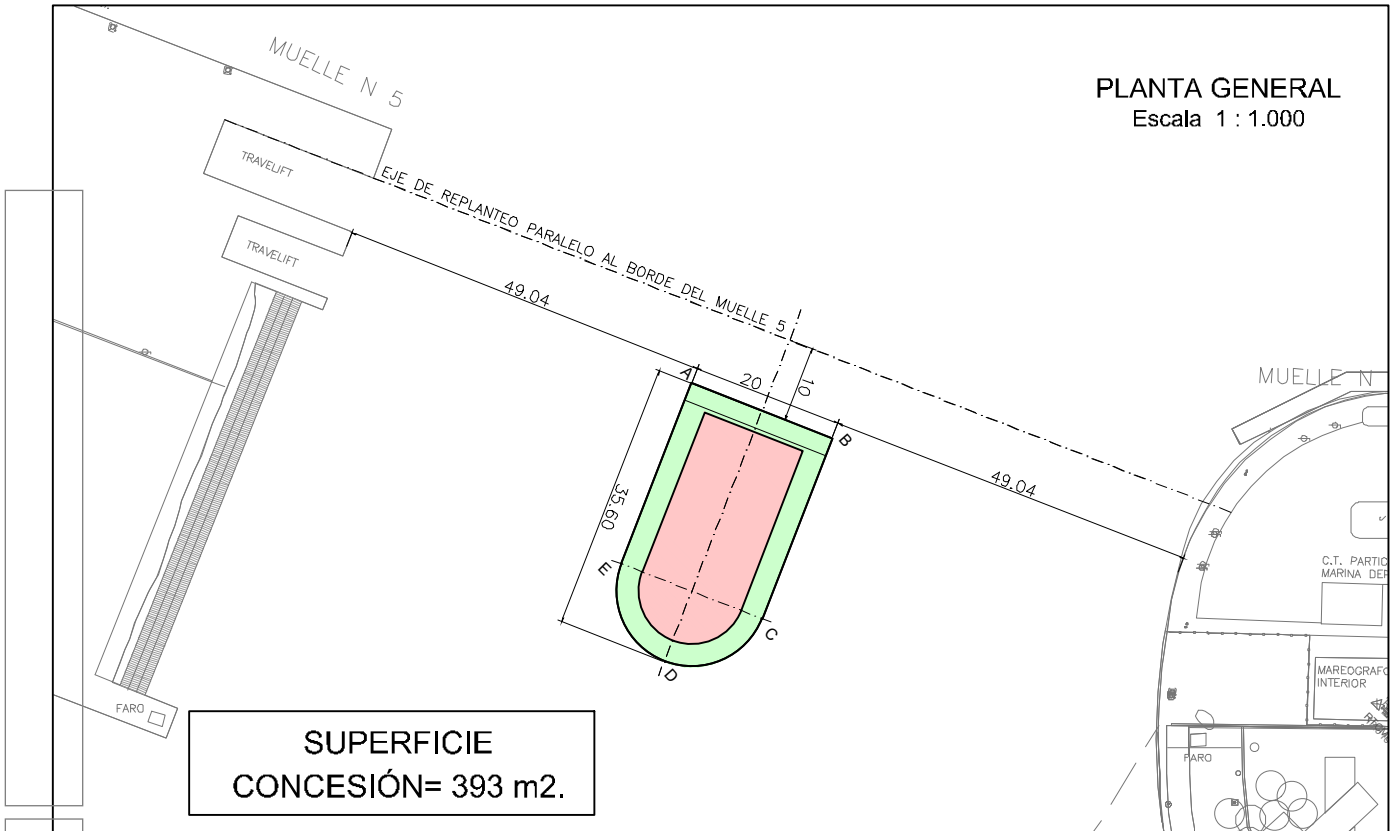 MUELLE N 5
PLANTA GENERAL
Escala 1 : 1.000
TRAVELIFT
EJE DE REPLANTEO PARALELO AL BORDE DEL MUELLE 5
TRAVELIFT
49.04
A
20
10
B
MUELLE N
49.04
35.60
E
C
D
C.T. PARTIC
MARINA DEP
MAREOGRAFO
INTERIOR
FARO
FARO
SUPERFICIE
CONCESIÓN= 393 m2.